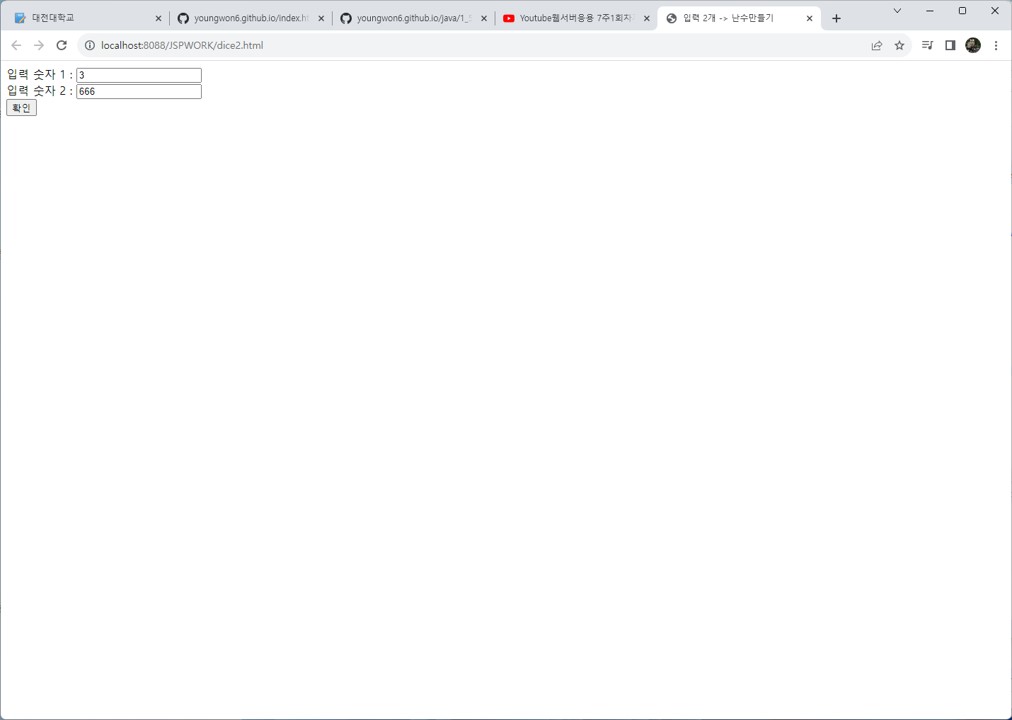 대전대학교
youngwon6.github.io/index.h
youngwon6.github.io/java/1_
Youtube웹서버응용 7주1회차
입력 2개 -> 난수만들기
localhost:8088/JSPWORK/dice2.html
입력 숫자 1 : 3
입력 숫자 2 : 666
확인